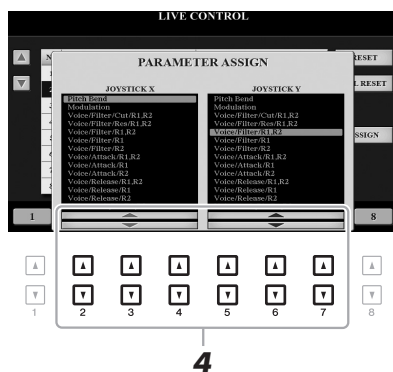 LIVE CONTROL
PARAMETER ASSIGN
RESET
L RESET
SSIGN
JOYSTICK X
Pitch Bend
Modulation
Voice/Filter/Cut/R1,R2
Voice/Filter/Res/R1,R2
Voice/Filter/R1,R2
Voice/Filter/R1
Voice/Filter/R2
Voice/Attack/R1,R2
Voice/Attack/R1
Voice/Attack/R2
Voice/Release/R1,R2
Voice/Release/R1
Voice/Release/R2
JOYSTICK Y
Pitch Bend
Modulation
Voice/Filter/Cut/R1,R2
Voice/Filter/Res/R1,R2
Voice/Filter/R1,R2
Voice/Filter/R1
Voice/Filter/R2
Voice/Attack/R1,R2
Voice/Attack/R1
Voice/Attack/R2
Voice/Release/R1,R2
Voice/Release/R1
Voice/Release/R2
1
8
1 2 3 4 5 6 7 8
4